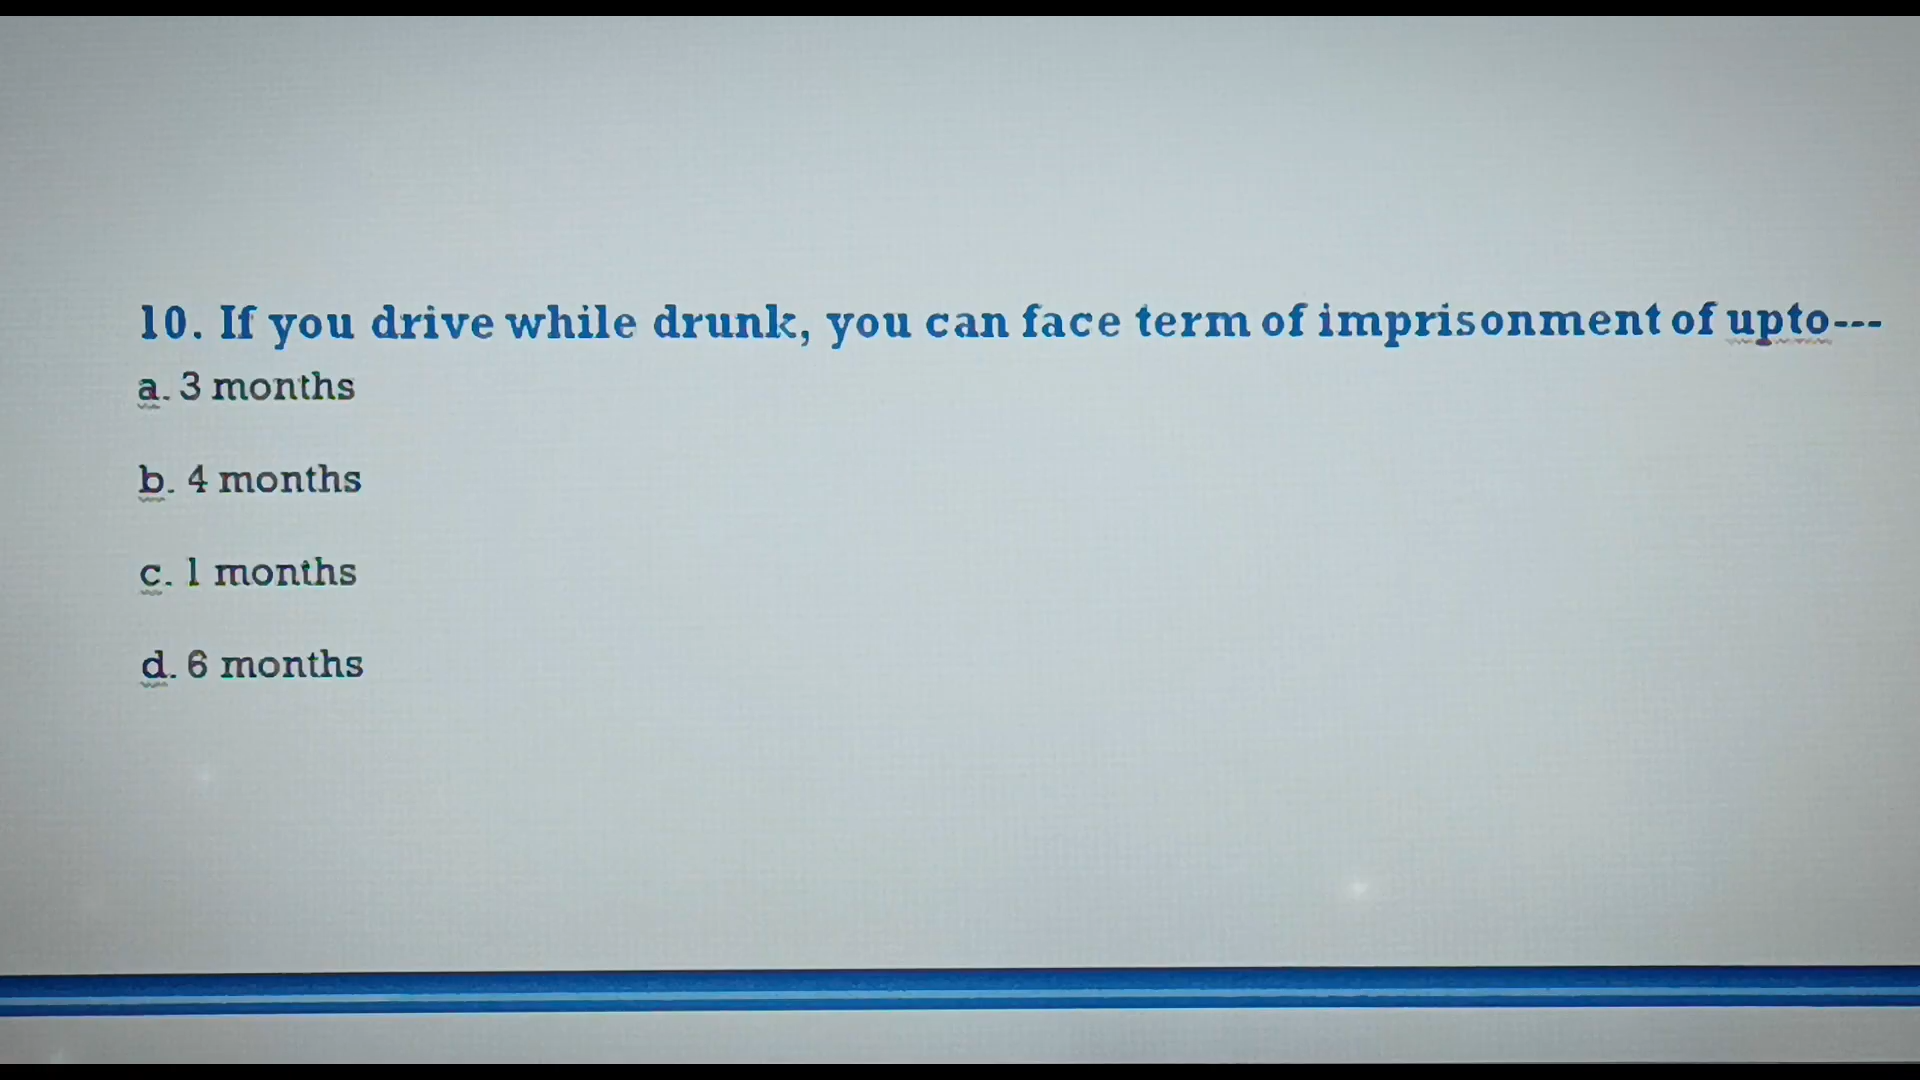 10. If you drive while drunk, you can face term of imprisonment of upto---
a. 3 months
b. 4 months
c. 1 months
d. 6 months